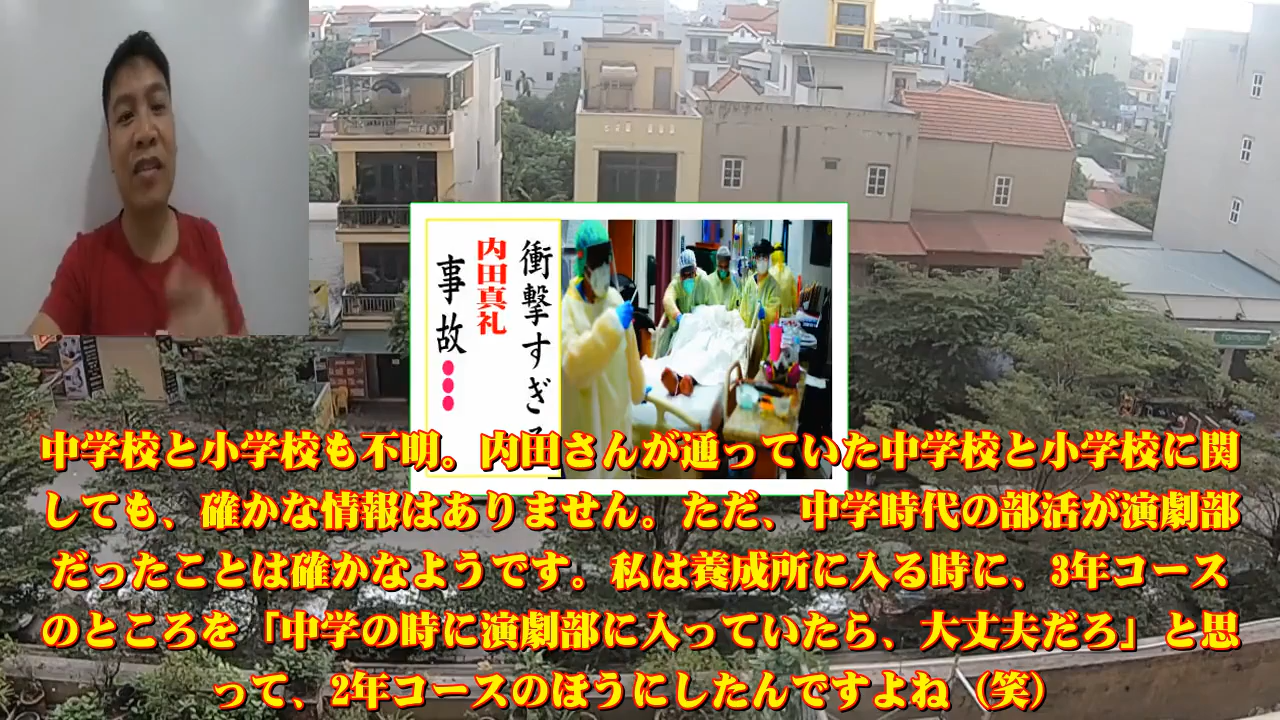 衝撃すぎる
内田真礼
事故●●●
中学校と小学校も不明。内田さんが通っていた中学校と小学校に関
しても、確かな情報はありません。ただ、中学時代の部活が演劇部
だったことは確かなようです。私は養成所に入る時に、3年コース
のところを「中学の時に演劇部に入っていたら、大丈夫だろ」と思
って、2年コースのほうにしたんですよね（笑）